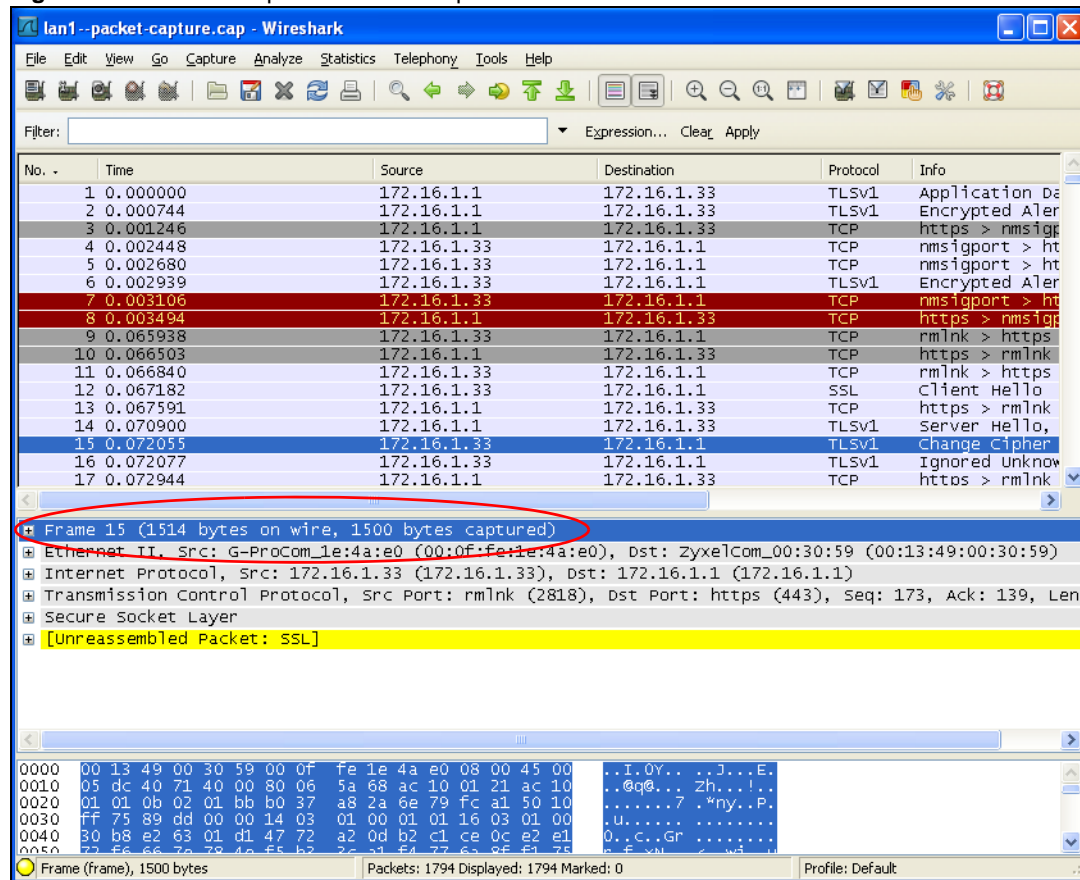 lan1--packet-capture.cap - Wireshark
File Edit View Go Capture Analyze Statistics Telephony Tools Help
Filter: Expression... Clear Apply
No. Time Source Destination Protocol Info
1 0.000000 172.16.1.1 172.16.1.33 TLSv1 Application Da
2 0.000744 172.16.1.1 172.16.1.33 TLSv1 Encrypted Aler
3 0.001246 172.16.1.1 172.16.1.33 TCP https > nmsigp
4 0.002448 172.16.1.33 172.16.1.1 TCP nmsigport > ht
5 0.002680 172.16.1.33 172.16.1.1 TCP nmsigport > ht
6 0.002939 172.16.1.33 172.16.1.1 TLSv1 Encrypted Aler
7 0.003106 172.16.1.33 172.16.1.1 TCP nmsigport > ht
8 0.003494 172.16.1.1 172.16.1.33 TCP https > nmsigp
9 0.065938 172.16.1.33 172.16.1.1 TCP rmlnk > https
10 0.066503 172.16.1.1 172.16.1.33 TCP https > rmlnk
11 0.066840 172.16.1.33 172.16.1.1 TCP rmlnk > https
12 0.067182 172.16.1.33 172.16.1.1 SSL Client Hello
13 0.067591 172.16.1.1 172.16.1.33 TCP https > rmlnk
14 0.070900 172.16.1.1 172.16.1.33 TLSv1 Server Hello,
15 0.072055 172.16.1.33 172.16.1.1 TLSv1 Change Cipher
16 0.072077 172.16.1.33 172.16.1.1 TLSv1 Ignored Unknow
17 0.072944 172.16.1.1 172.16.1.33 TCP https > rmlnk
Frame 15 (1514 bytes on wire, 1500 bytes captured)
Ethernet II, Src: G-ProCom_1e:4a:e0 (00:0f:fe:1e:4a:e0), Dst: ZyxelCom_00:30:59 (00:13:49:00:30:59)
Internet Protocol, Src: 172.16.1.33 (172.16.1.33), Dst: 172.16.1.1 (172.16.1.1)
Transmission Control Protocol, Src Port: rmlnk (2818), Dst Port: https (443), Seq: 173, Ack: 139, Len
Secure Socket Layer
[Unreassembled Packet: SSL]
0000 00 13 49 00 30 59 00 0f fe 1e 4a e0 08 00 45 00 ..I.0Y.. ..J...E.
0010 05 dc 40 71 40 00 80 06 5a 68 ac 10 01 21 ac 10 ..@q@... Zh...!..
0020 01 01 0b 02 01 bb b0 37 a8 2a 6e 79 fc a1 50 10 .......7 .*ny..P.
0030 ff 75 89 dd 00 00 14 03 01 00 01 01 16 03 01 00 .u...... ........
0040 30 b8 e2 63 01 d1 47 72 a2 0d b2 c1 ce 0c e2 e1 0..c..Gr ........
0050
Frame (frame), 1500 bytes Packets: 1794 Displayed: 1794 Marked: 0 Profile: Default